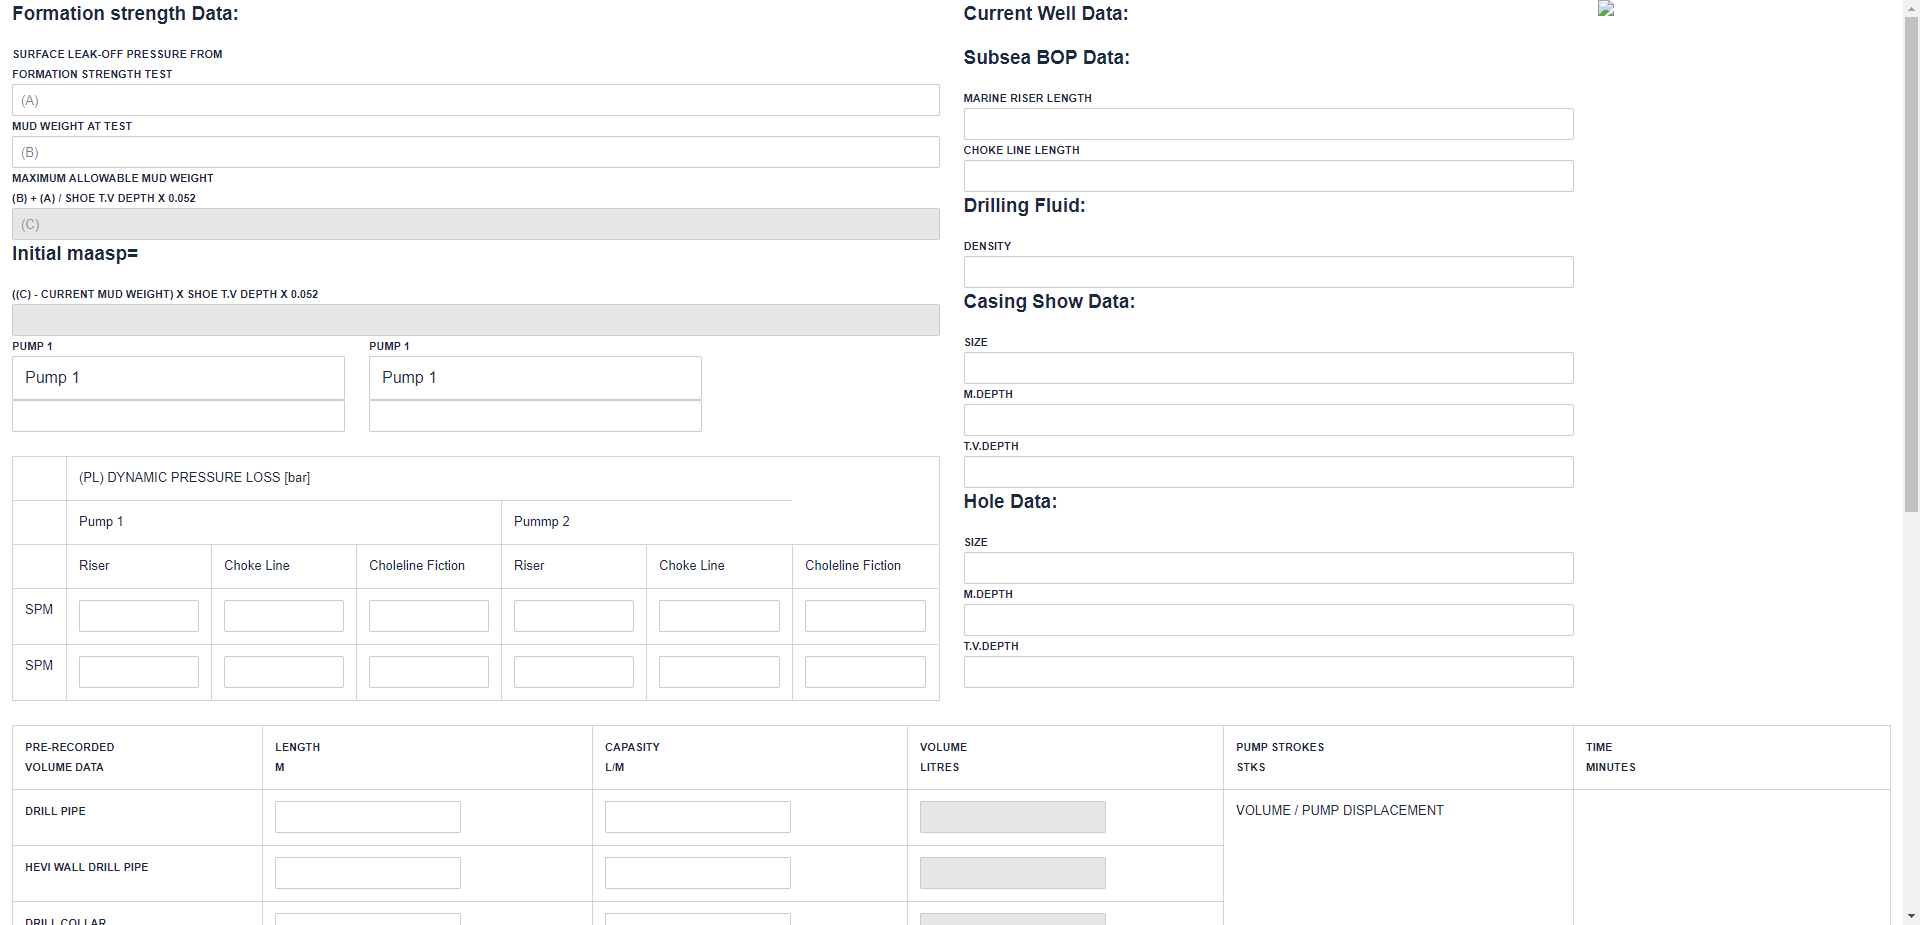 Formation strength Data:
SURFACE LEAK-OFF PRESSURE FROM
FORMATION STRENGTH TEST
(A)
MUD WEIGHT AT TEST
(B)
MAXIMUM ALLOWABLE MUD WEIGHT
(B) + (A) / SHOE T.V DEPTH X 0.052
(C)
Initial maasp=
((C) - CURRENT MUD WEIGHT) X SHOE T.V DEPTH X 0.052
PUMP 1 PUMP 1
Pump 1 Pump 1
(PL) DYNAMIC PRESSURE LOSS [bar]
Pump 1 Pummp 2
Riser Choke Line Choleline Fiction Riser Choke Line Choleline Fiction
SPM
SPM
Current Well Data:
Subsea BOP Data:
MARINE RISER LENGTH
CHOKE LINE LENGTH
Drilling Fluid:
DENSITY
Casing Show Data:
SIZE
M.DEPTH
T.V.DEPTH
Hole Data:
SIZE
M.DEPTH
T.V.DEPTH
PRE-RECORDED LENGTH CAPASITY VOLUME PUMP STROKES TIME
VOLUME DATA M L/M LITRES STKS MINUTES
DRILL PIPE VOLUME / PUMP DISPLACEMENT
HEVI WALL DRILL PIPE
DRILL COLLAR